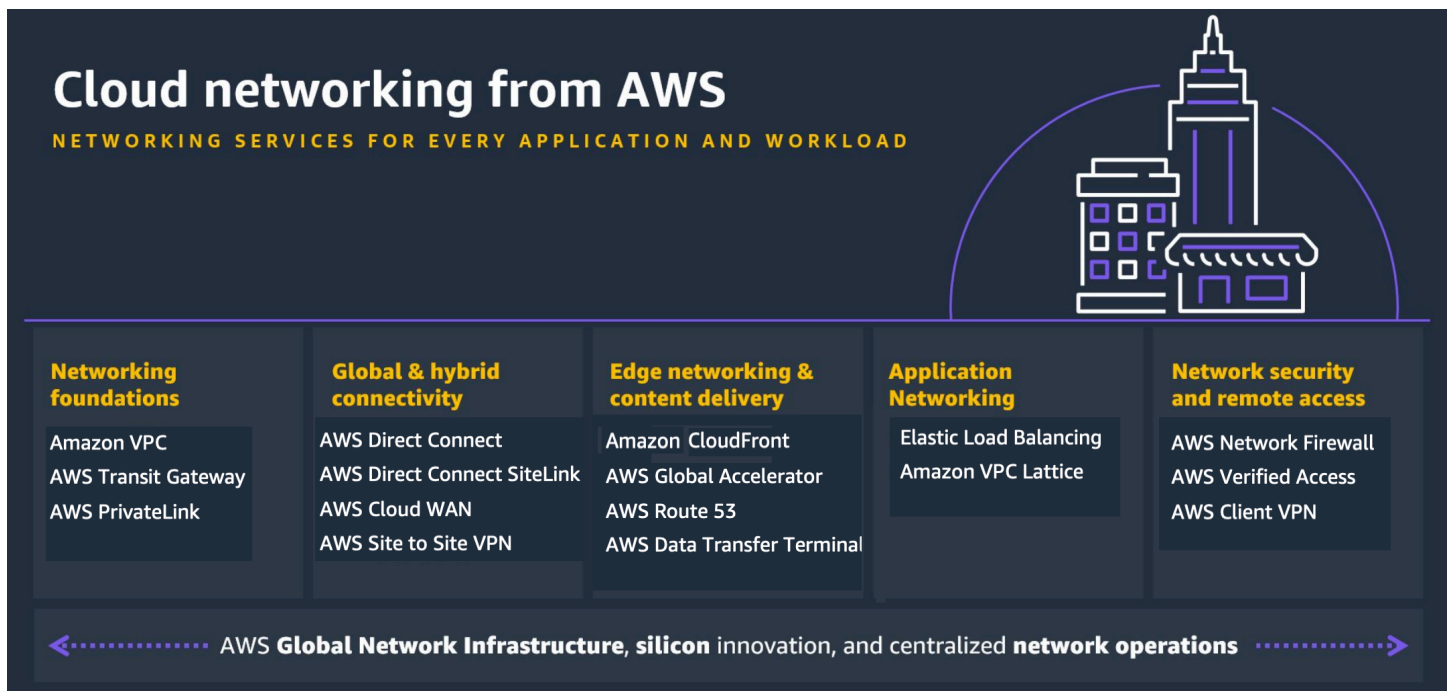 Cloud networking from AWS
NETWORKING SERVICES FOR EVERY APPLICATION AND WORKLOAD
Networking
foundations
Amazon VPC
AWS Transit Gateway
AWS PrivateLink
Global & hybrid
connectivity
AWS Direct Connect
AWS Direct Connect SiteLink
AWS Cloud WAN
AWS Site to Site VPN
Edge networking &
content delivery
Amazon CloudFront
AWS Global Accelerator
AWS Route 53
AWS Data Transfer Terminal
Application
Networking
Elastic Load Balancing
Amazon VPC Lattice
Network security
and remote access
AWS Network Firewall
AWS Verified Access
AWS Client VPN
AWS Global Network Infrastructure, silicon innovation, and centralized network operations